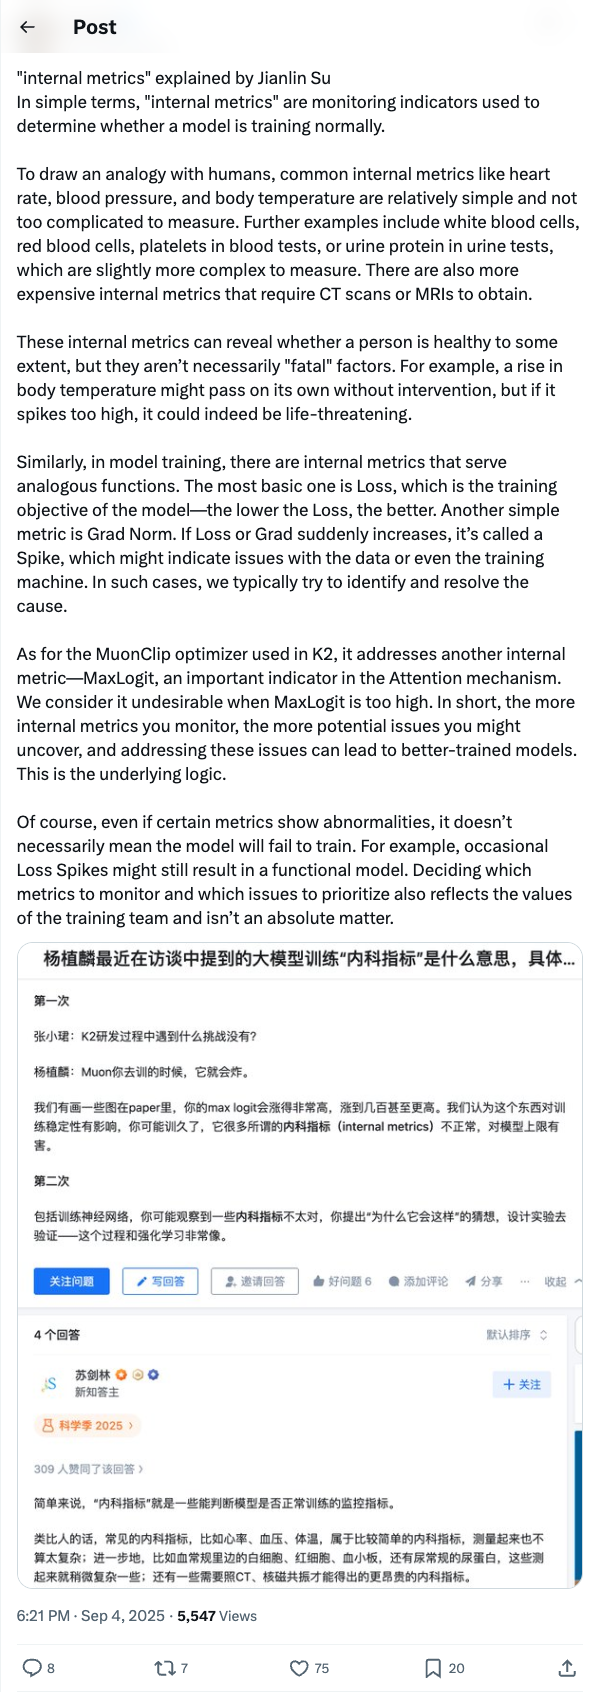 Post
"internal metrics" explained by Jianlin Su
In simple terms, "internal metrics" are monitoring indicators used to
determine whether a model is training normally.
To draw an analogy with humans, common internal metrics like heart
rate, blood pressure, and body temperature are relatively simple and not
too complicated to measure. Further examples include white blood cells,
red blood cells, platelets in blood tests, or urine protein in urine tests,
which are slightly more complex to measure. There are also more
expensive internal metrics that require CT scans or MRIs to obtain.
These internal metrics can reveal whether a person is healthy to some
extent, but they aren’t necessarily "fatal" factors. For example, a rise in
body temperature might pass on its own without intervention, but if it
spikes too high, it could indeed be life-threatening.
Similarly, in model training, there are internal metrics that serve
analogous functions. The most basic one is Loss, which is the training
objective of the model—the lower the Loss, the better. Another simple
metric is Grad Norm. If Loss or Grad suddenly increases, it’s called a
Spike, which might indicate issues with the data or even the training
machine. In such cases, we typically try to identify and resolve the
cause.
As for the MuonClip optimizer used in K2, it addresses another internal
metric—MaxLogit, an important indicator in the Attention mechanism.
We consider it undesirable when MaxLogit is too high. In short, the more
internal metrics you monitor, the more potential issues you might
uncover, and addressing these issues can lead to better-trained models.
This is the underlying logic.
Of course, even if certain metrics show abnormalities, it doesn’t
necessarily mean the model will fail to train. For example, occasional
Loss Spikes might still result in a functional model. Deciding which
metrics to monitor and which issues to prioritize also reflects the values
of the training team and isn’t an absolute matter.
杨植麟最近在访谈中提到的大模型训练“内科指标”是什么意思，具体...
第一次
张小珺：K2研发过程中遇到什么挑战没有?
杨植麟：Muon你去训的时候，它就会炸。
我们有画一些图在paper里，你的max logit会涨得非常高，涨到几百甚至更高。我们认为这个东西对训
练稳定性有影响，你可能训久了，它很多所谓的内科指标（internal metrics）不正常，对模型上限有
害。
第二次
包括训练神经网络，你可能观察到一些内科指标不太对，你提出“为什么它会这样”的猜想，设计实验去
验证——这个过程和强化学习非常像。
关注问题 写回答 邀请回答 好问题 6 添加评论 分享 ··· 收起
4 个回答 默认排序
苏剑林
新知答主
+ 关注
科学季 2025 ›
309 人赞同了该回答 ›
简单来说，“内科指标”就是一些能判断模型是否正常训练的监控指标。
类比人的话，常见的内科指标，比如心率、血压、体温，属于比较简单的内科指标，测量起来也不
算太复杂；进一步地，比如血常规里边的白细胞、红细胞、血小板，还有尿常规的尿蛋白，这些测
起来就稍微复杂一些；还有一些需要照CT、核磁共振才能得出的更昂贵的内科指标。
6:21 PM · Sep 4, 2025 · 5,547 Views
8 7 75 20